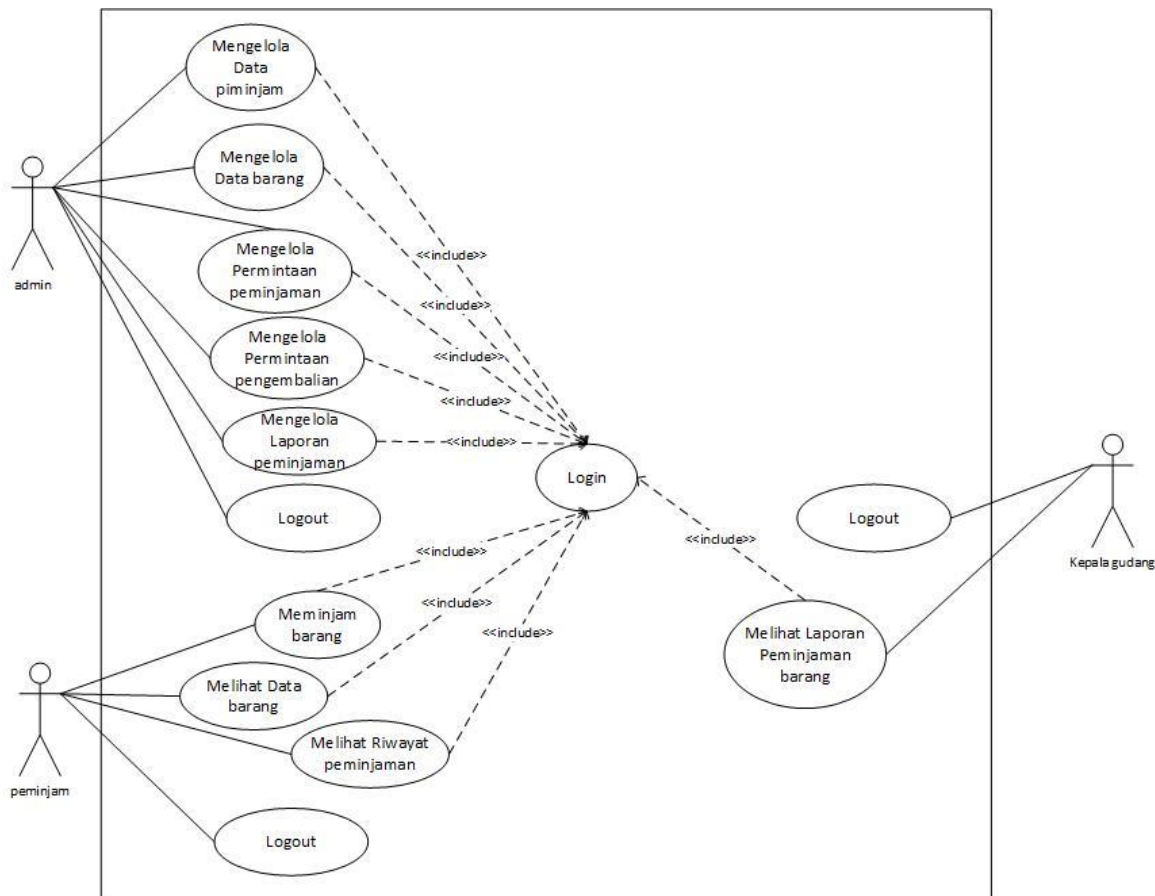 Mengelola
Data
piminjam
Mengelola
Data barang
Mengelola
Permintaan
peminjaman
Mengelola
Permintaan
pengembalian
Mengelola
Laporan
peminjaman
Logout
admin
<<include>>
<<include>>
<<include>>
<<include>>
<<include>>
Login
<<include>>
<<include>>
<<include>>
<<include>>
Logout
Kepala gudang
Melihat Laporan
Peminjaman
barang
Meminjam
barang
Melihat Data
barang
Melihat Riwayat
peminjaman
Logout
peminjam